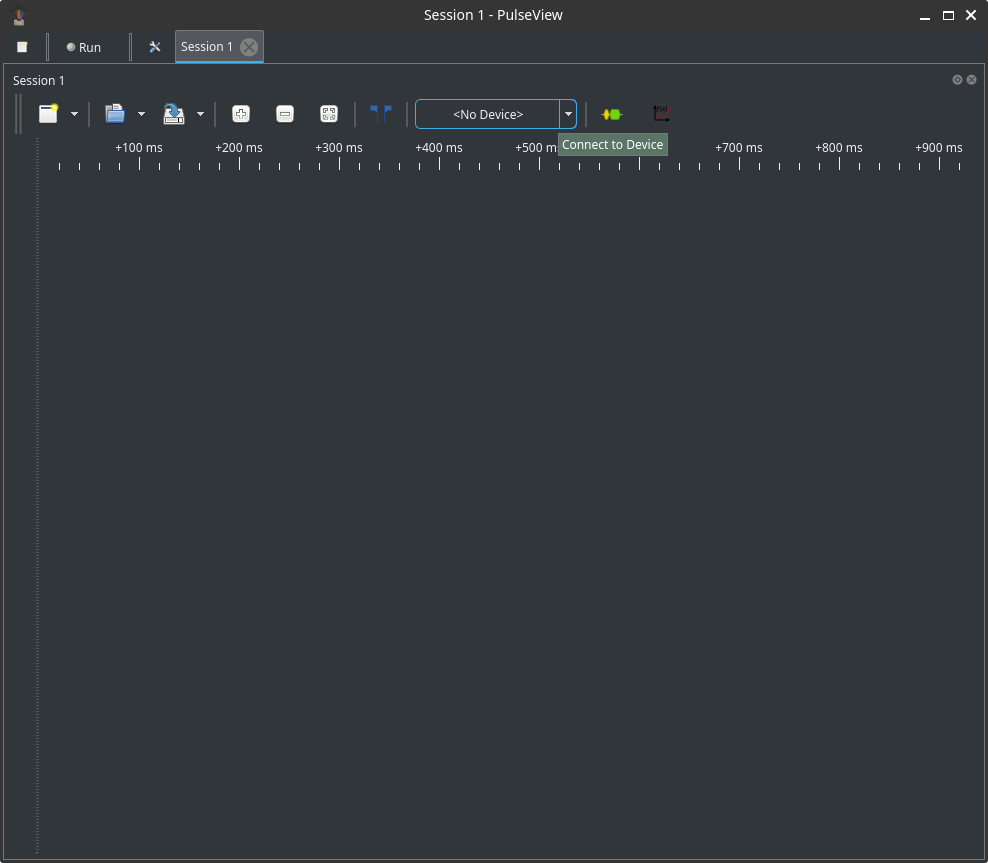 Session 1 - PulseView
Run
Session 1
Session 1
<No Device>
Connect to Device
+100 ms +200 ms +300 ms +400 ms +500 m +700 ms +800 ms +900 ms